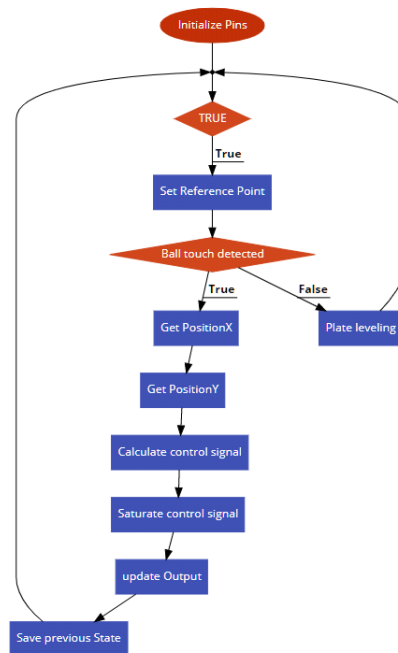 Initialize Pins
TRUE
True
Set Reference Point
Ball touch detected
True
False
Get PositionX
Plate leveling
Get PositionY
Calculate control signal
Saturate control signal
update Output
Save previous State